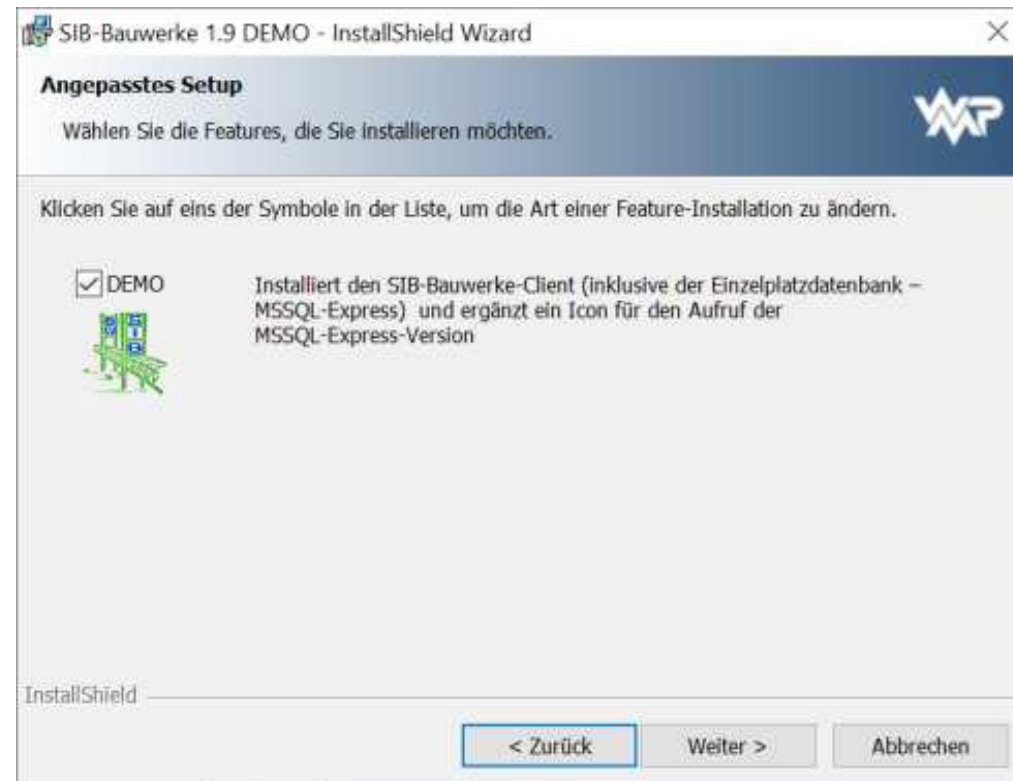 SIB-Bauwerke 1.9 DEMO - InstallShield Wizard
Angepasstes Setup
Wählen Sie die Features, die Sie installieren möchten.
WP
Klicken Sie auf eins der Symbole in der Liste, um die Art einer Feature-Installation zu ändern.
DEMO
Installiert den SIB-Bauwerke-Client (inklusive der Einzelplatzdatenbank –
MSSQL-Express) und ergänzt ein Icon für den Aufruf der
MSSQL-Express-Version
SIB
InstallShield
< Zurück
Weiter >
Abbrechen